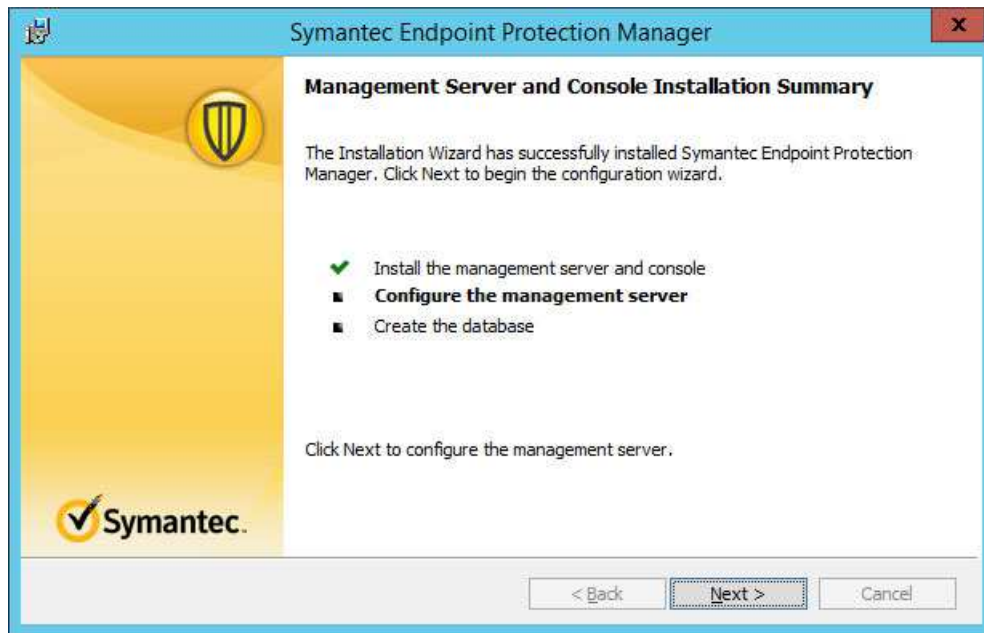 Symantec Endpoint Protection Manager
x
Management Server and Console Installation Summary
The Installation Wizard has successfully installed Symantec Endpoint Protection
Manager. Click Next to begin the configuration wizard.
Install the management server and console
Configure the management server
Create the database
Click Next to configure the management server.
Symantec.
< Back
Next >
Cancel